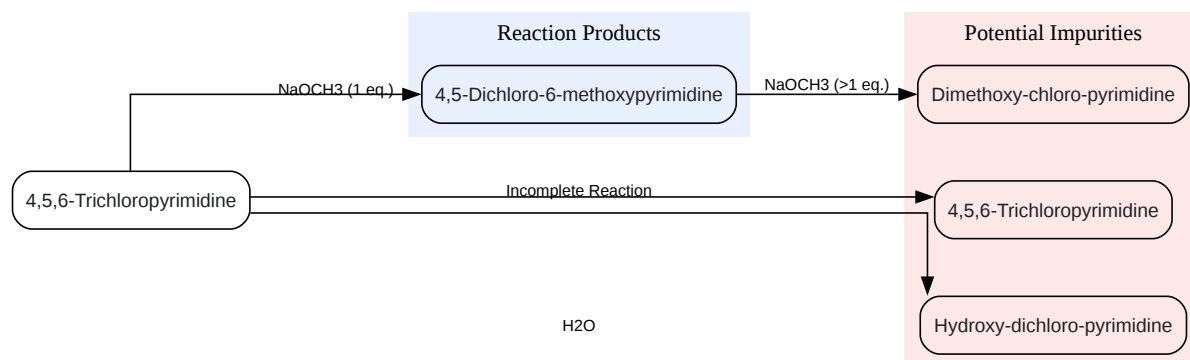 Reaction Products
Potential Impurities
NaOCH3 (1 eq.)
4,5-Dichloro-6-methoxypyrimidine
NaOCH3 (>1 eq.)
Dimethoxy-chloro-pyrimidine
4,5,6-Trichloropyrimidine
Incomplete Reaction
4,5,6-Trichloropyrimidine
H2O
Hydroxy-dichloro-pyrimidine